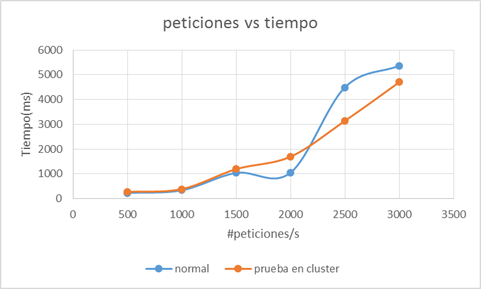 peticiones vs tiempo
6000
5000
4000
3000
2000
1000
0
Tiempo(ms)
0 500 1000 1500 2000 2500 3000 3500
#peticiones/s
normal prueba en cluster